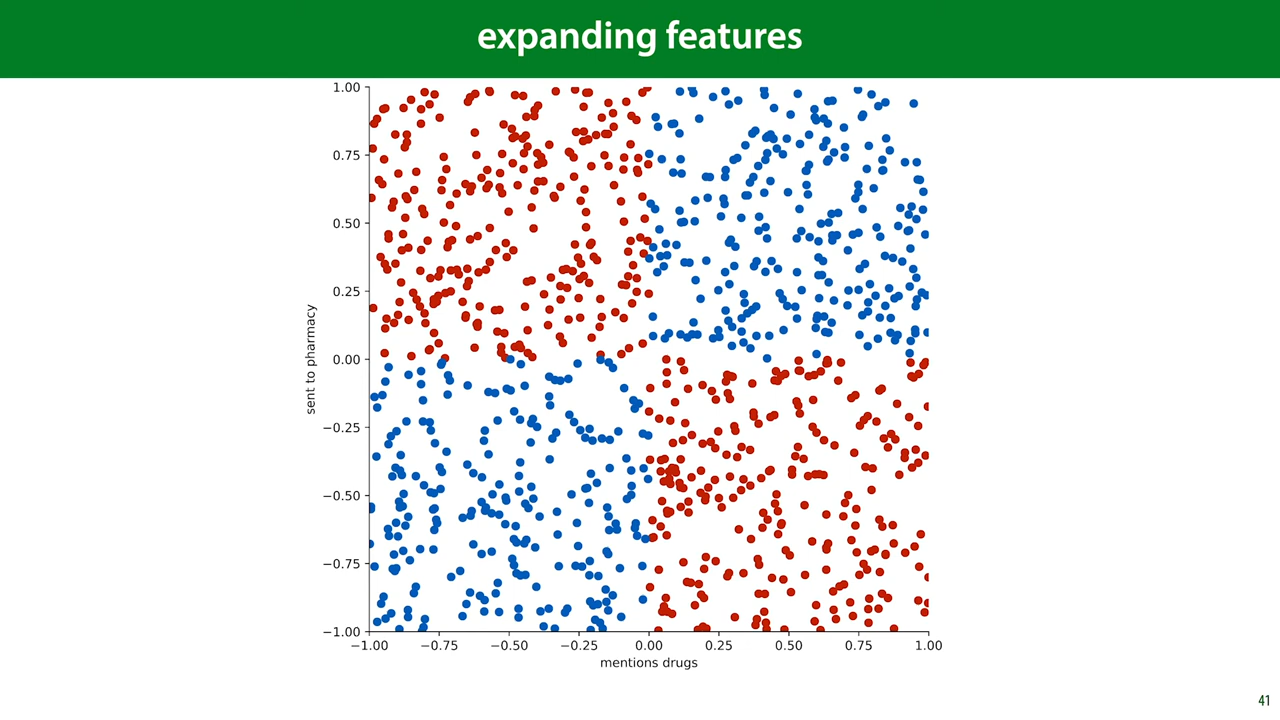 expanding features
1.00
0.75
0.50
0.25
0.00
−0.25
−0.50
−0.75
−1.00
sent to pharmacy
−1.00 −0.75 −0.50 −0.25 0.00 0.25 0.50 0.75 1.00
mentions drugs
41